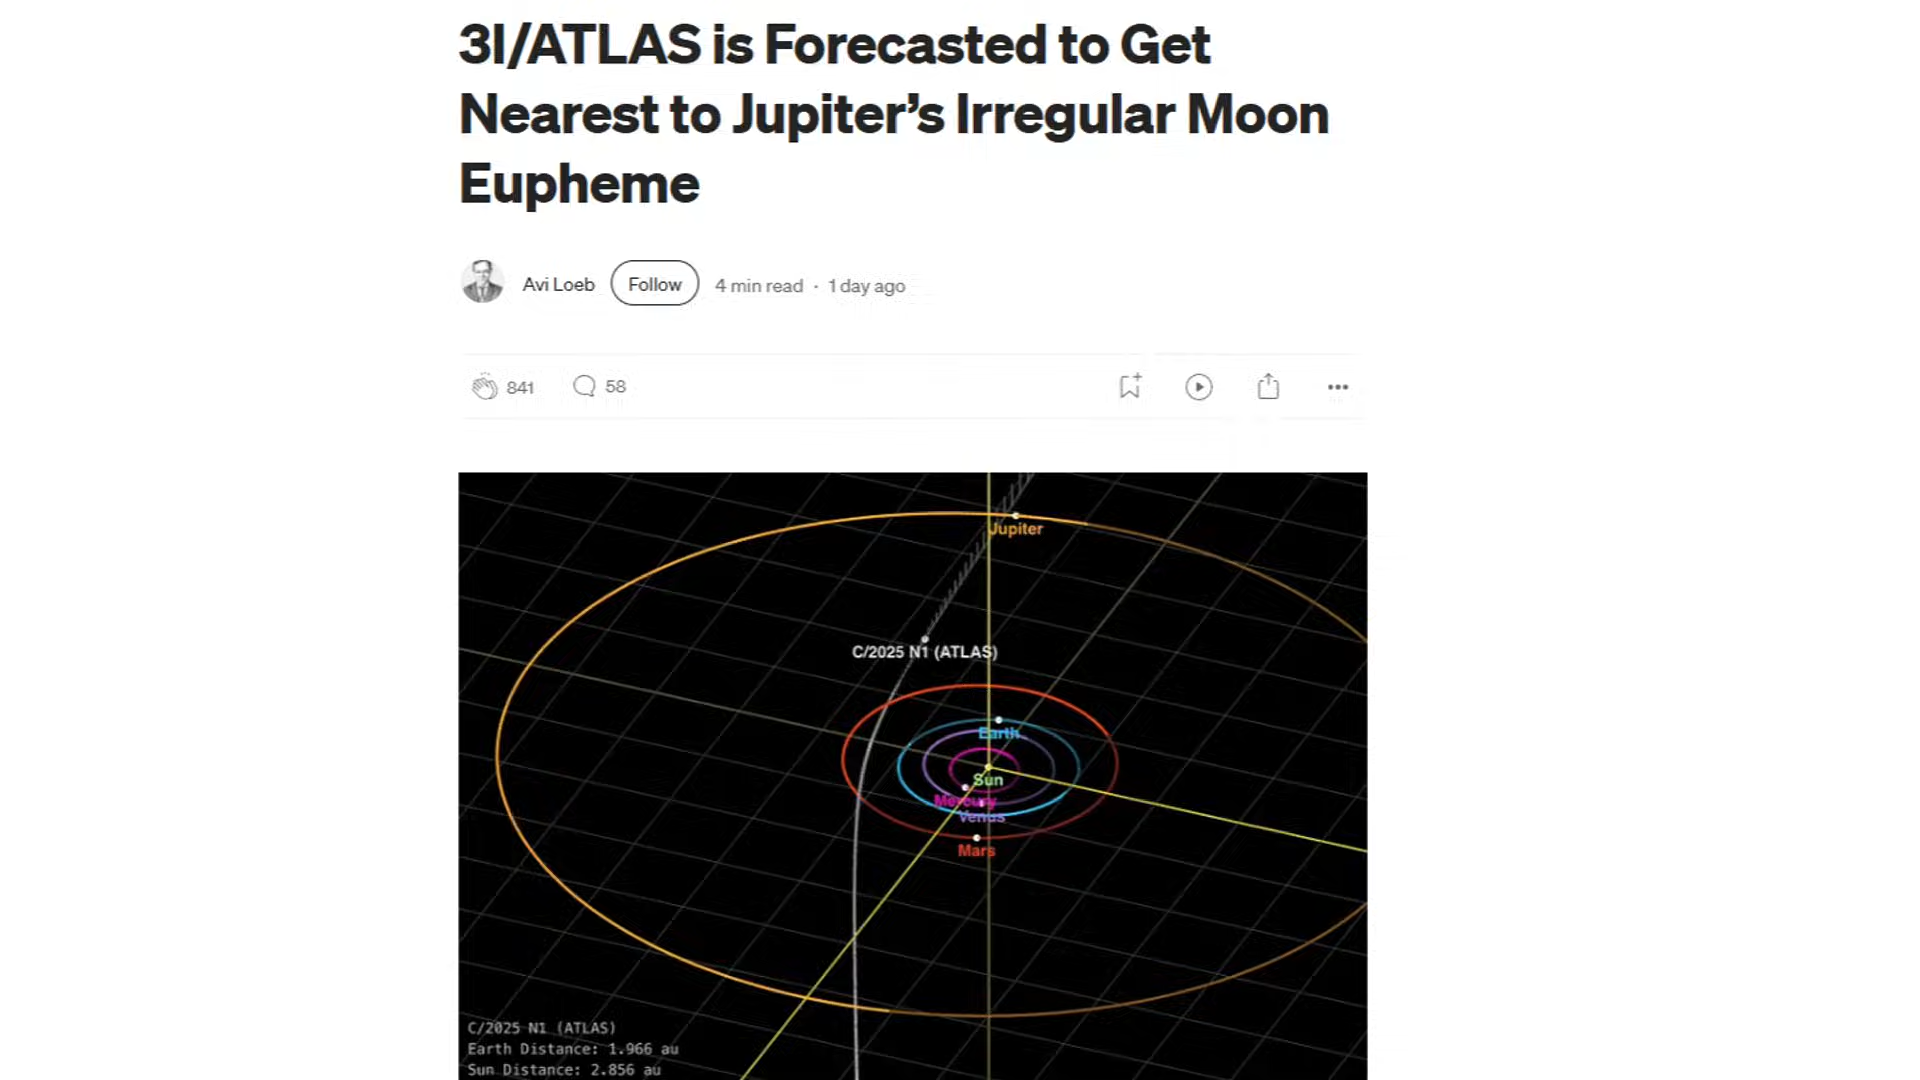 3I/ATLAS is Forecasted to Get
Nearest to Jupiter’s Irregular Moon
Eupheme
Avi Loeb Follow 4 min read · 1 day ago
841 58
Jupiter
C/2025 N1 (ATLAS)
Earth
Sun
Mercury
Venus
Mars
C/2025 N1 (ATLAS)
Earth Distance: 1.966 au
Sun Distance: 2.856 au